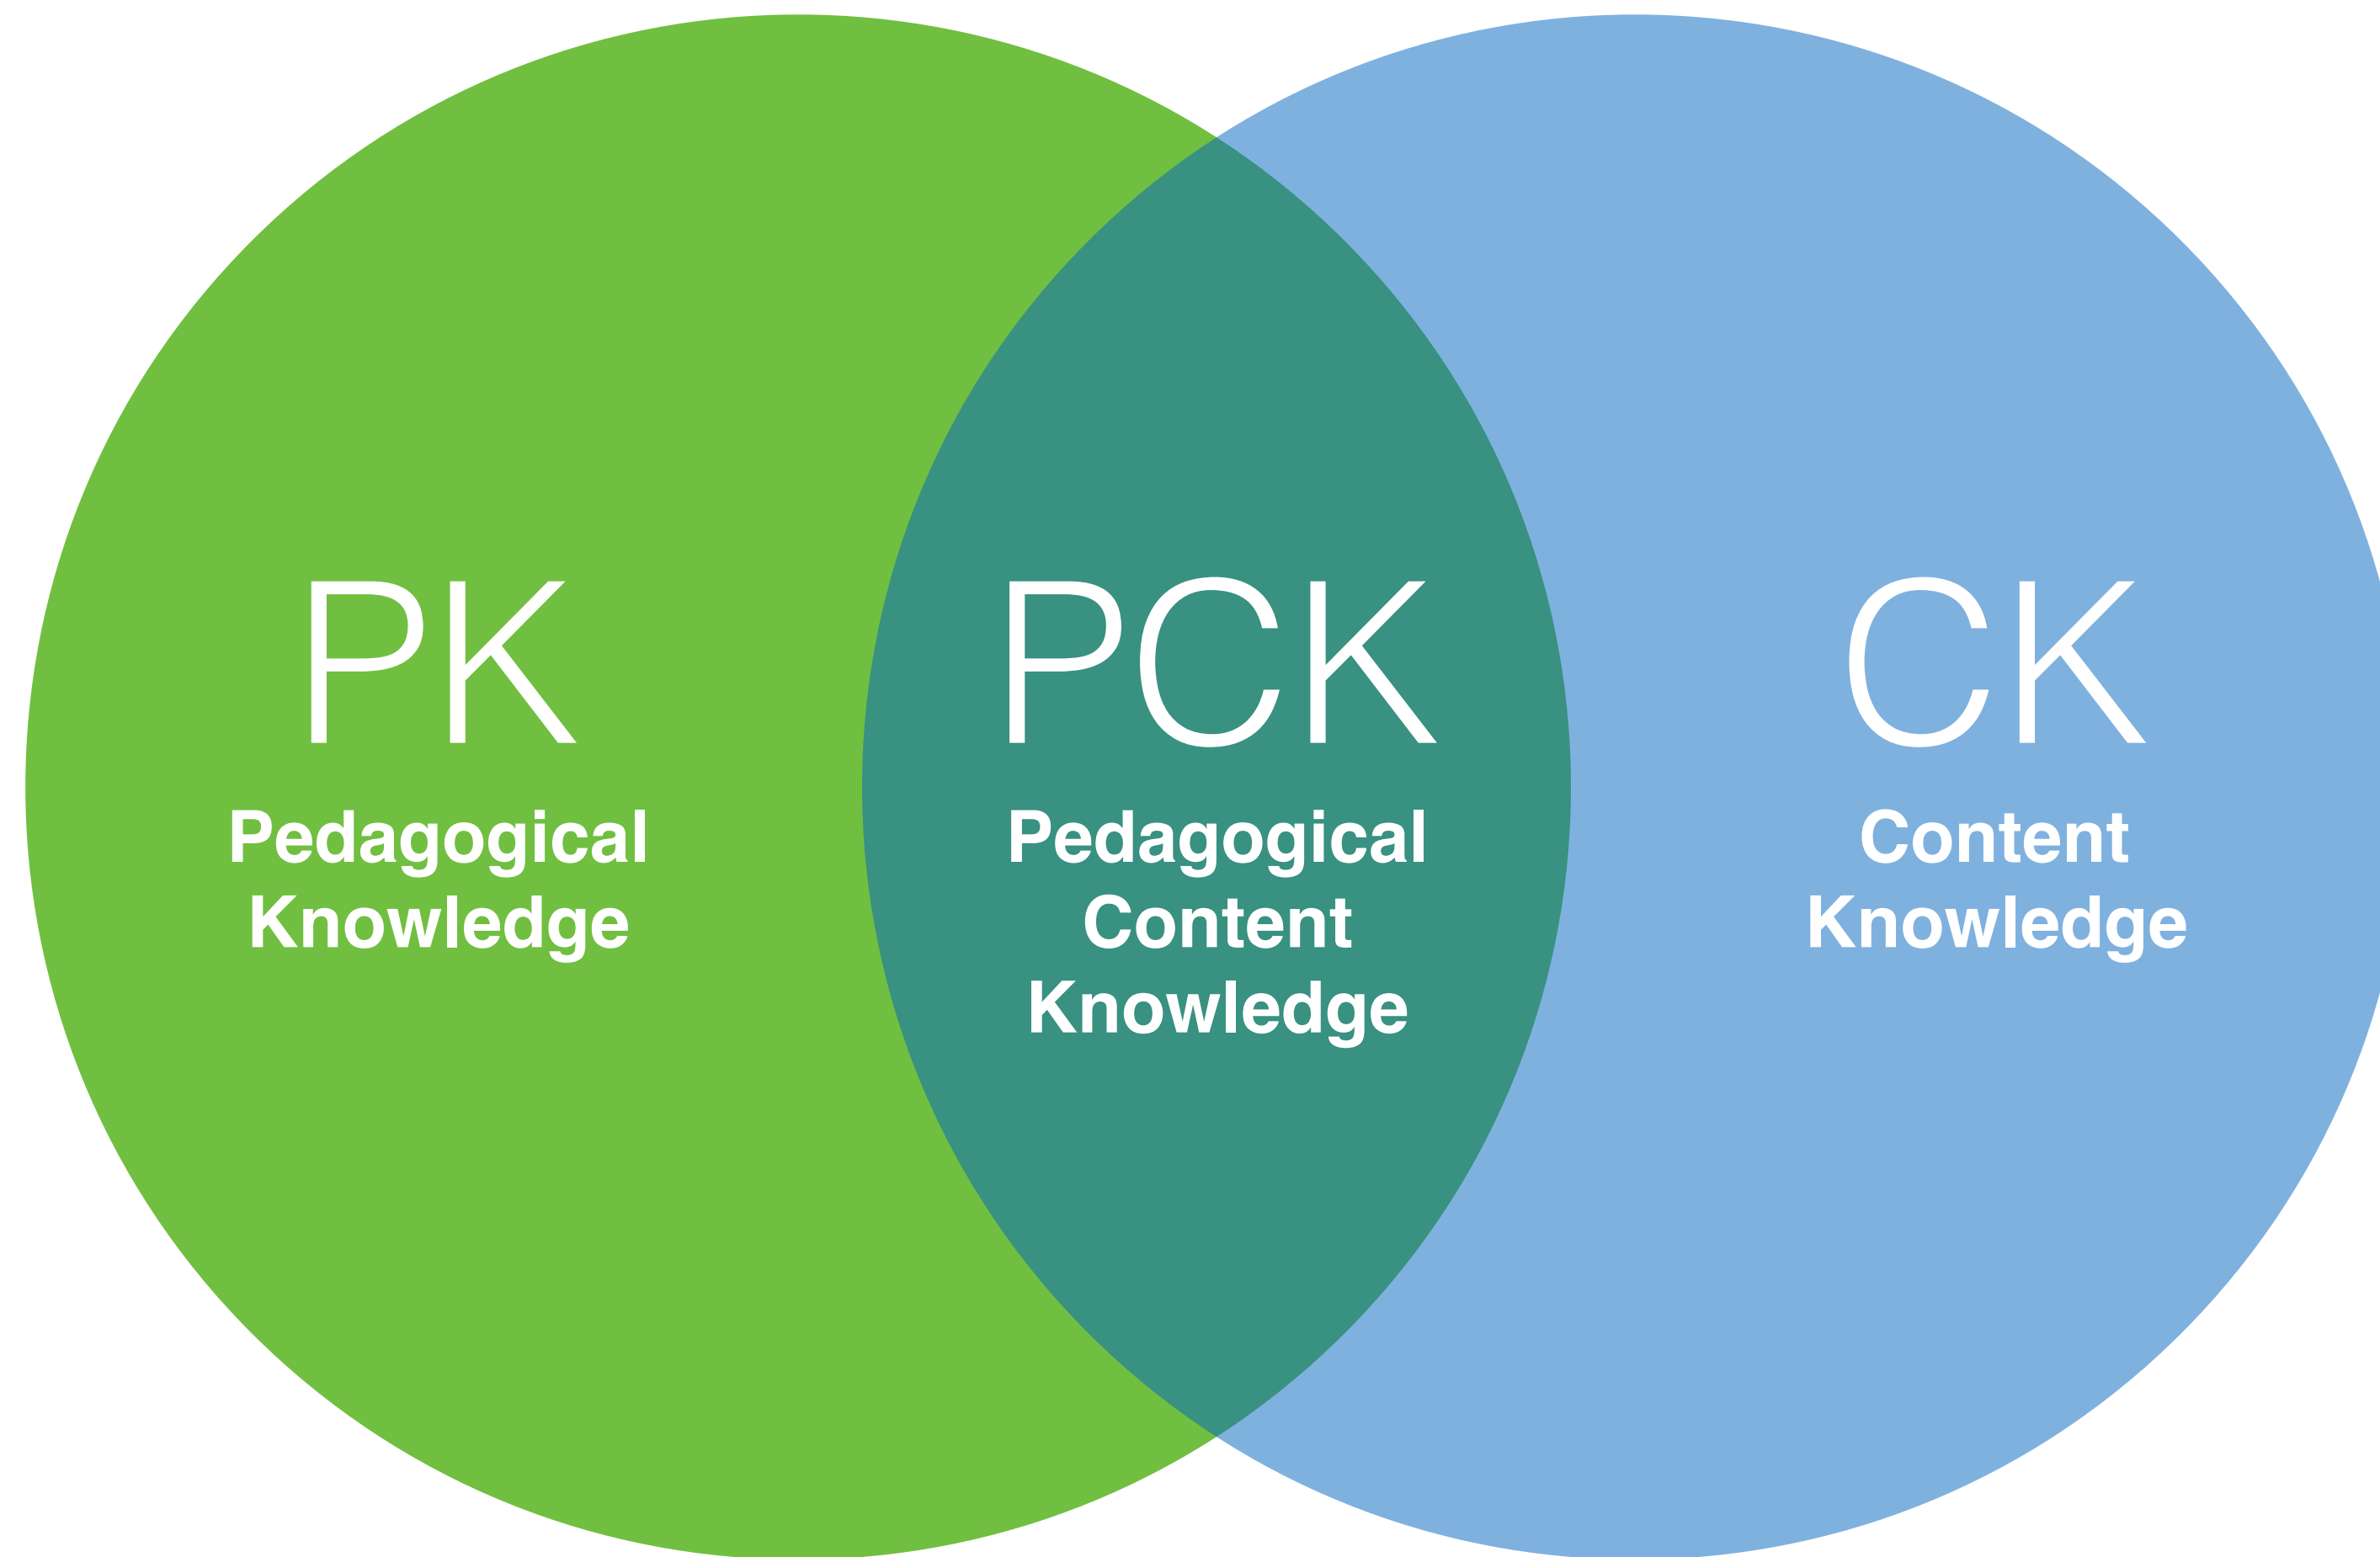 PK
Pedagogical
Knowledge
PCK
Pedagogical
Content
Knowledge
CK
Content
Knowledge